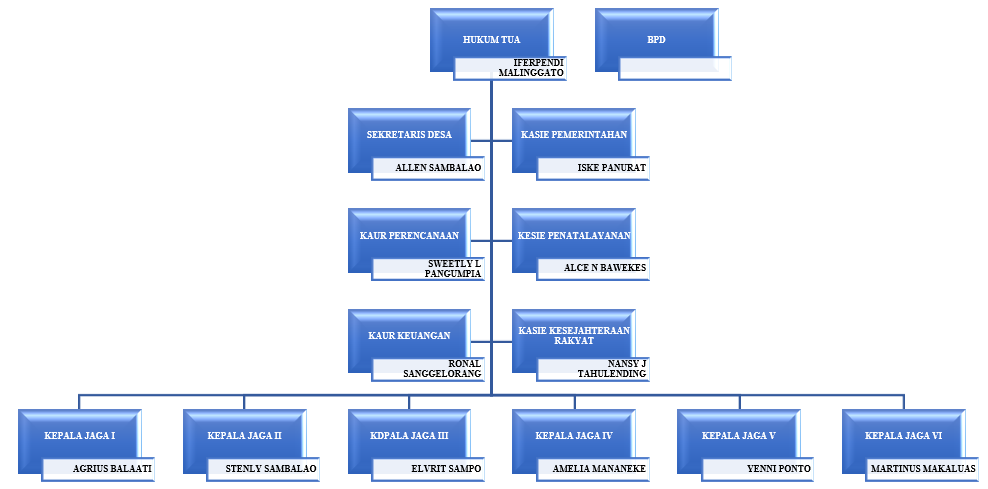 HUKUM TUA
IFERPENDI
MALINGGATO
BPD
SEKRETARIS DESA
ALLEN SAMBALAO
KASIE PEMERINTAHAN
ISKE PANURAT
KAUR PERENCANAAN
SWEETLY L
PANGUMPIA
KESIE PENATALAYANAN
ALCE N BAWEKES
KAUR KEUANGAN
RONAL
SANGGELORANG
KASIE KESEJAHTERAAN
RAKYAT
NANSY J
TAHULENDING
KEPALA JAGA I
AGRIUS BALAATI
KEPALA JAGA II
STENLY SAMBALAO
KDPALA JAGA III
ELVRIT SAMPO
KEPALA JAGA IV
AMELIA MANANEKE
KEPALA JAGA V
YENNI PONTO
KEPALA JAGA VI
MARTINUS MAKALUAS